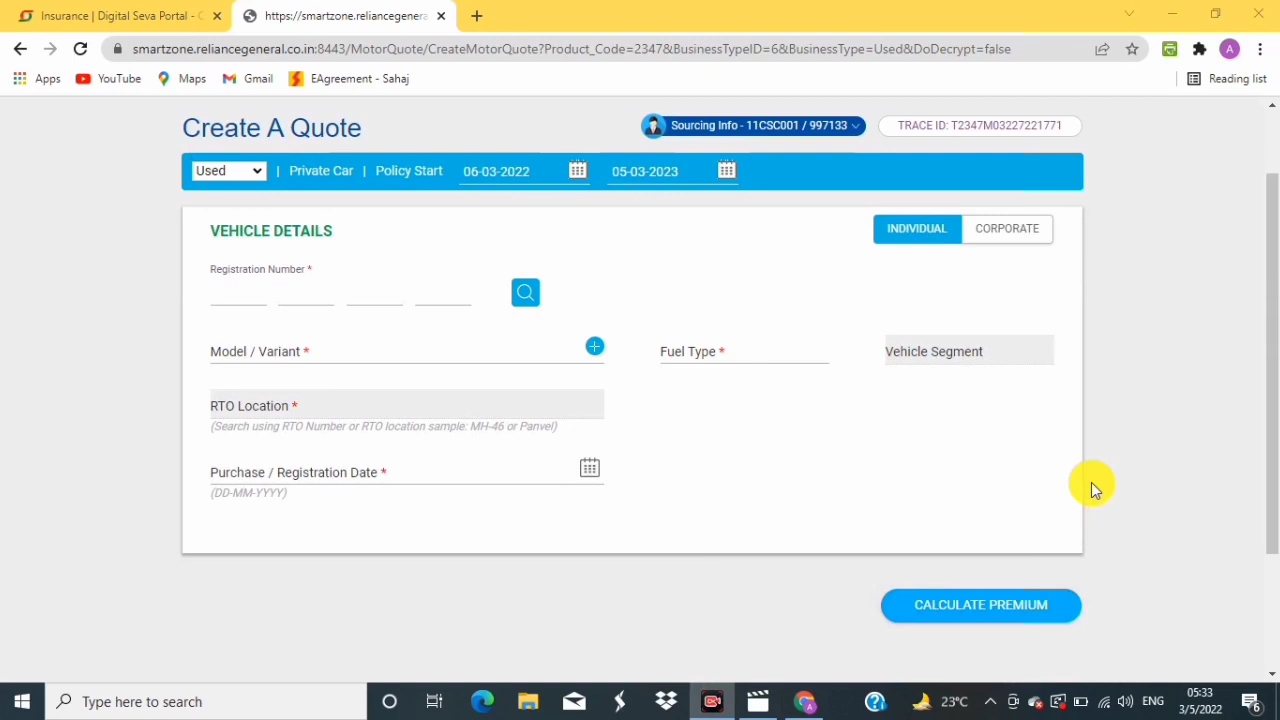 Insurance | Digital Seva Portal - C
https://smartzone.reliancegenera
smartzone.reliancegeneral.co.in:8443/MotorQuote/CreateMotorQuote?Product_Code=2347&BusinessTypeID=6&BusinessType=Used&DoDecrypt=false
A
Apps YouTube Maps Gmail EAgreement - Sahaj Reading list
Create A Quote
Sourcing Info - 11CSC001 / 997133
TRACE ID: T2347M03227221771
Used | Private Car | Policy Start 06-03-2022 05-03-2023
VEHICLE DETAILS
INDIVIDUAL CORPORATE
Registration Number *
Model / Variant *
Fuel Type *
Vehicle Segment
RTO Location *
(Search using RTO Number or RTO location sample: MH-46 or Panvel)
Purchase / Registration Date *
(DD-MM-YYYY)
CALCULATE PREMIUM
Type here to search
23°C
ENG
05:33
3/5/2022
6